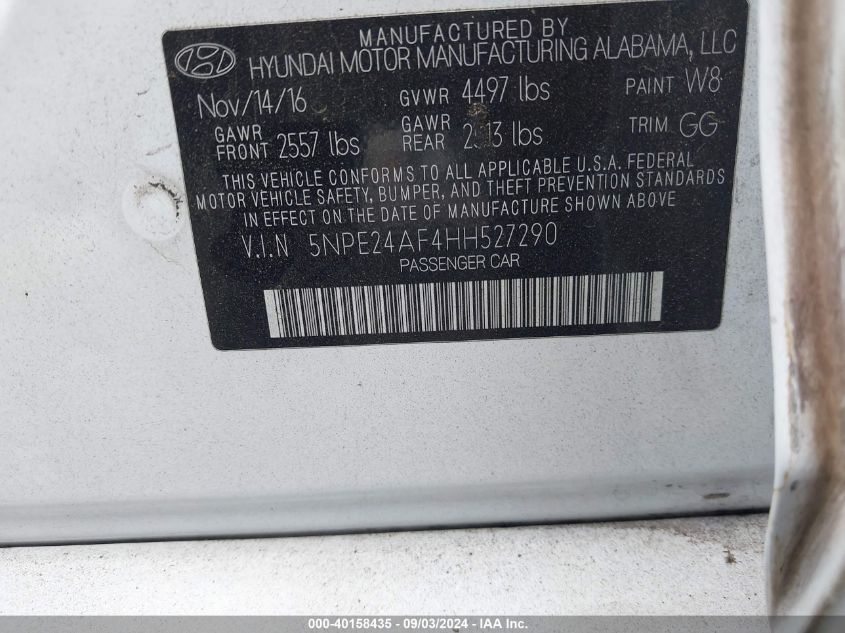 MANUFACTURED BY
HYUNDAI MOTOR MANUFACTURING ALABAMA, LLC
Nov/14/16 GVWR 4497 lbs PAINT W8
GAWR FRONT 2557 lbs GAWR REAR lbs TRIM GG
THIS VEHICLE CONFORMS TO ALL APPLICABLE U.S.A. FEDERAL
MOTOR VEHICLE SAFETY, BUMPER, AND THEFT PREVENTION STANDARDS
IN EFFECT ON THE DATE OF MANUFACTURE SHOWN ABOVE
V.I.N 5NPE24AF4HH527290
PASSENGER CAR
000-40158435 - 09/03/2024 - IAA Inc.